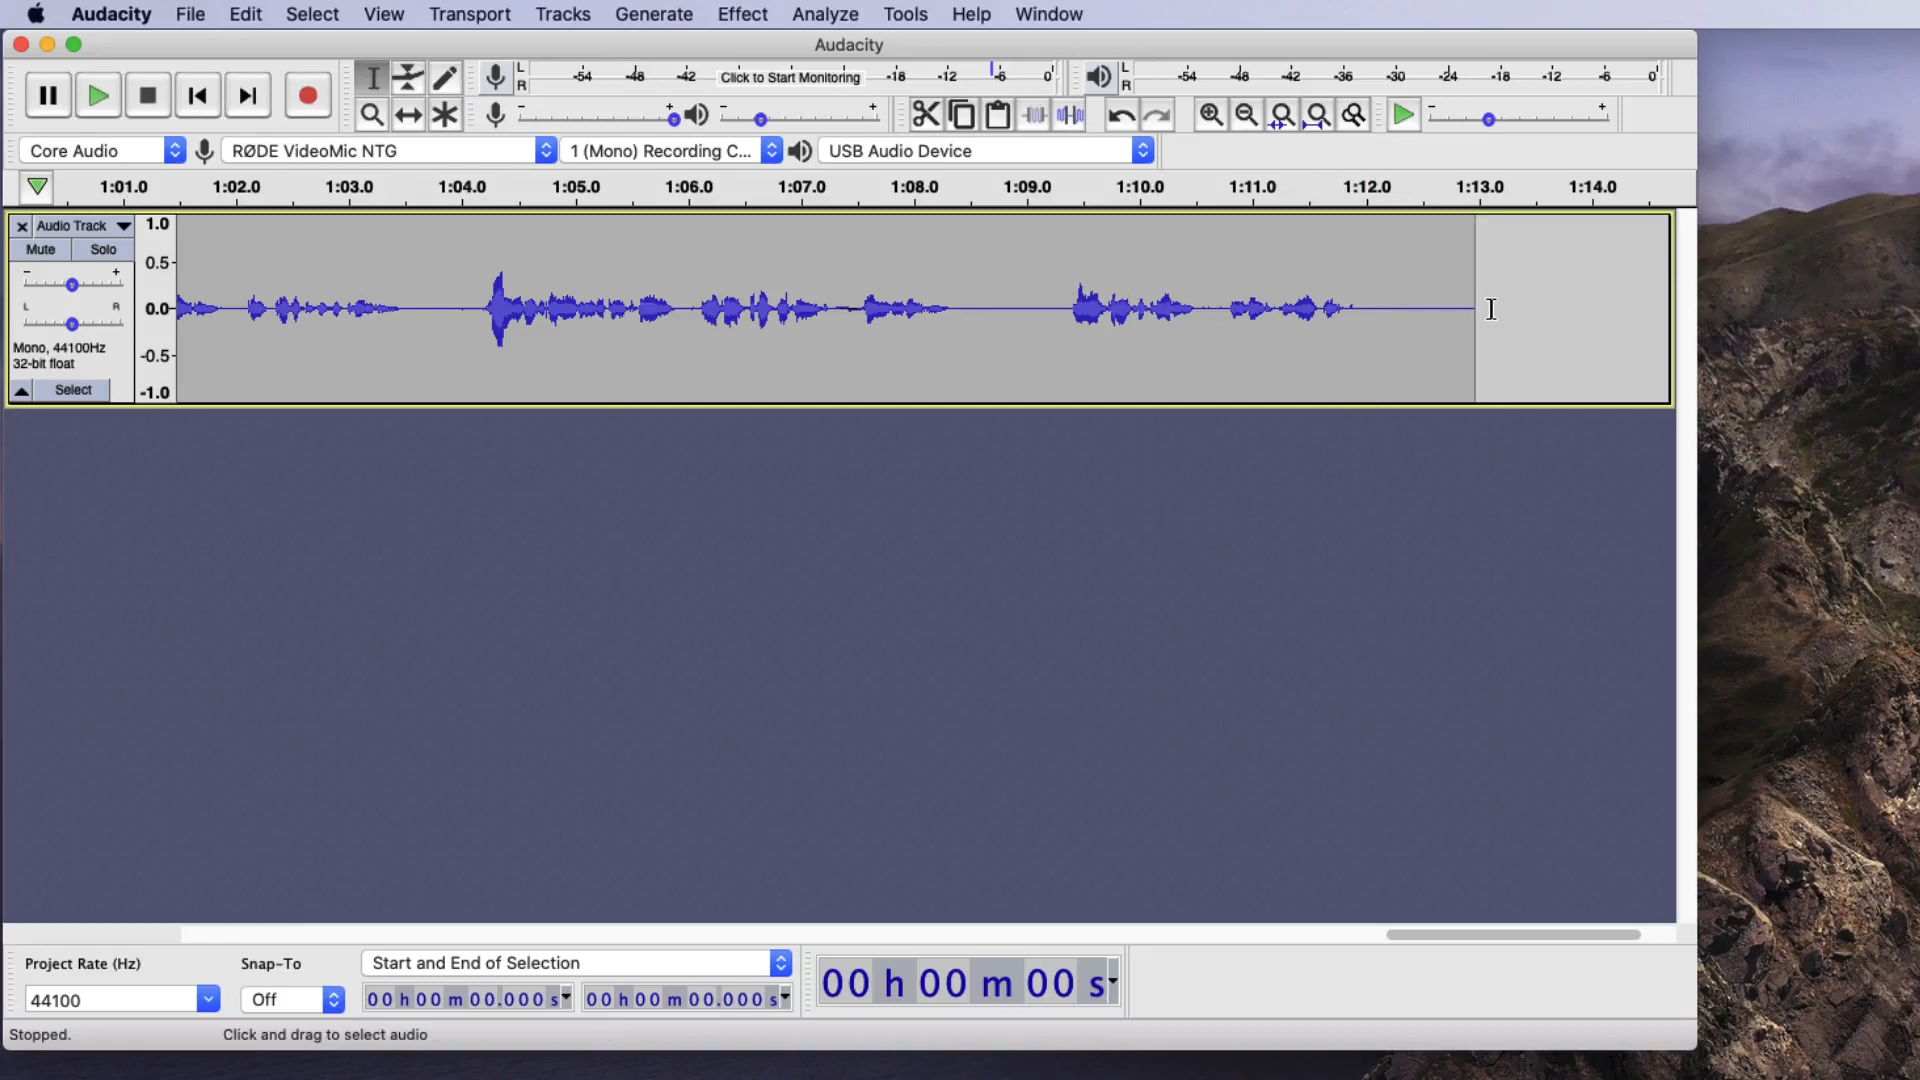 Audacity File Edit Select View Transport Tracks Generate Effect Analyze Tools Help Window
Audacity
L -54 -48 -42 Click to Start Monitoring -18 -12 -6 0 L -54 -48 -42 -36 -30 -24 -18 -12 -6 0
R R
- + - + - +
Core Audio RØDE VideoMic NTG 1 (Mono) Recording C... USB Audio Device
1:01.0 1:02.0 1:03.0 1:04.0 1:05.0 1:06.0 1:07.0 1:08.0 1:09.0 1:10.0 1:11.0 1:12.0 1:13.0 1:14.0
× Audio Track 1.0
Mute Solo
- + 0.5
L R 0.0
Mono, 44100Hz -0.5
32-bit float
Select -1.0
Project Rate (Hz) Snap-To Start and End of Selection
44100 Off 00 h 00 m 00.000 s 00 h 00 m 00.000 s 00 h 00 m 00 s
Stopped. Click and drag to select audio